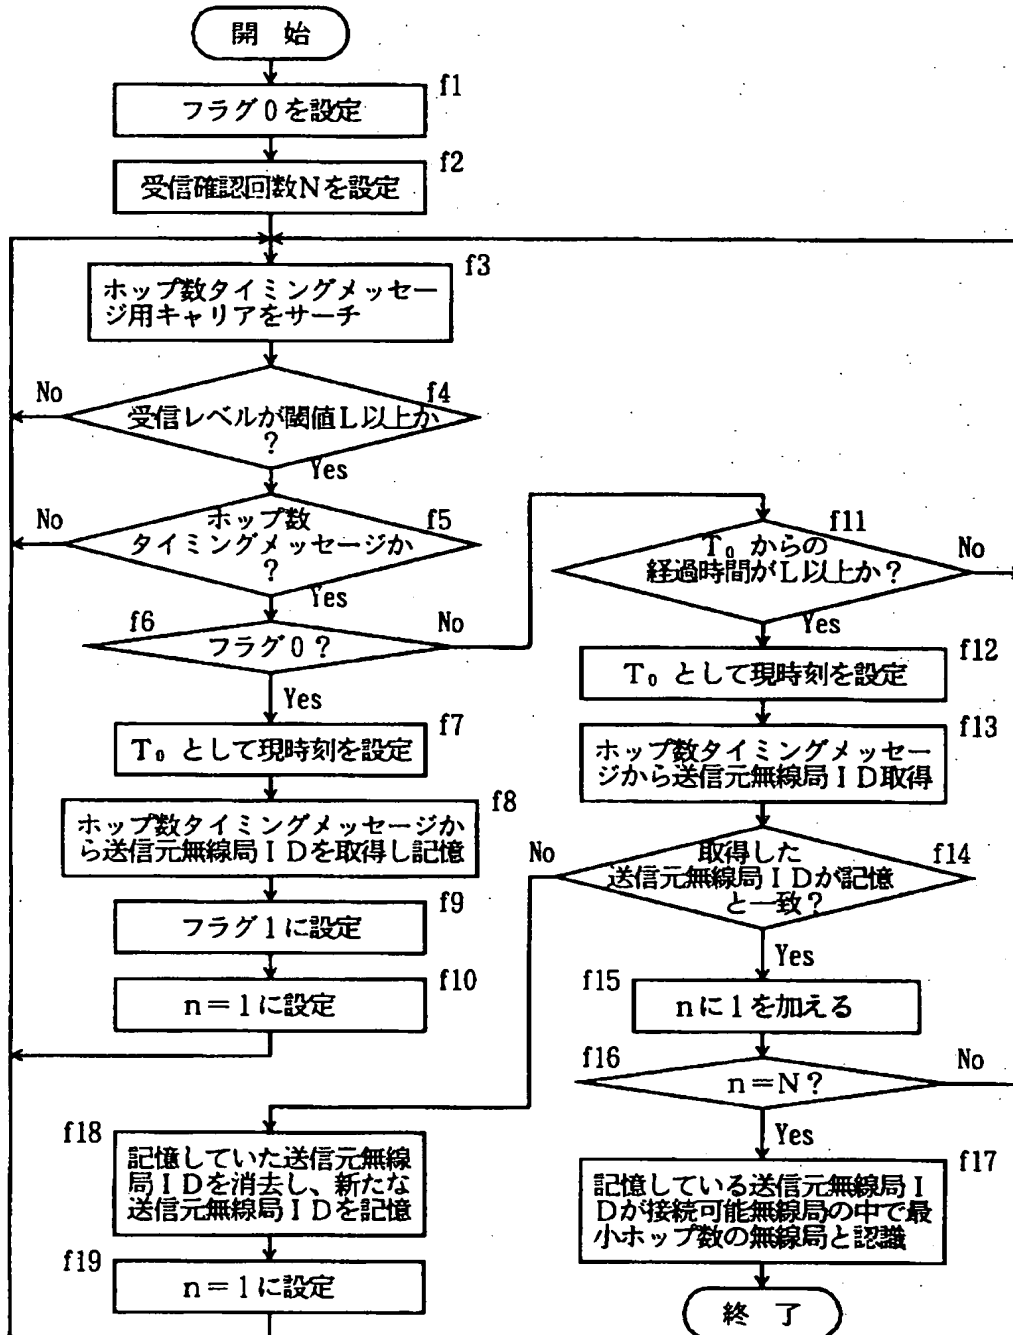 開 始
f1
フラグ0を設定
f2
受信確認回数Nを設定
f3
ホップ数タイミングメッセー
ジ用キャリアをサーチ
No
f4
受信レベルが閾値L以上か
?
Yes
No
ホップ数
f5
タイミングメッセージか
?
Yes
f6
フラグ0?
No
Yes
f7
T₀ として現時刻を設定
f8
ホップ数タイミングメッセージか
ら送信元無線局IDを取得し記憶
f9
フラグ1に設定
f10
n=1に設定
f11
T₀ からの
経過時間がL以上か?
No
Yes
f12
T₀ として現時刻を設定
f13
ホップ数タイミングメッセー
ジから送信元無線局ID取得
No
取得した
f14
送信元無線局IDが記憶
と一致?
Yes
f15
nに1を加える
f16
n=N?
No
Yes
f17
記憶している送信元無線局I
Dが接続可能無線局の中で最
小ホップ数の無線局と認識
f18
記憶していた送信元無線
局IDを消去し、新たな
送信元無線局IDを記憶
f19
n=1に設定
終 了